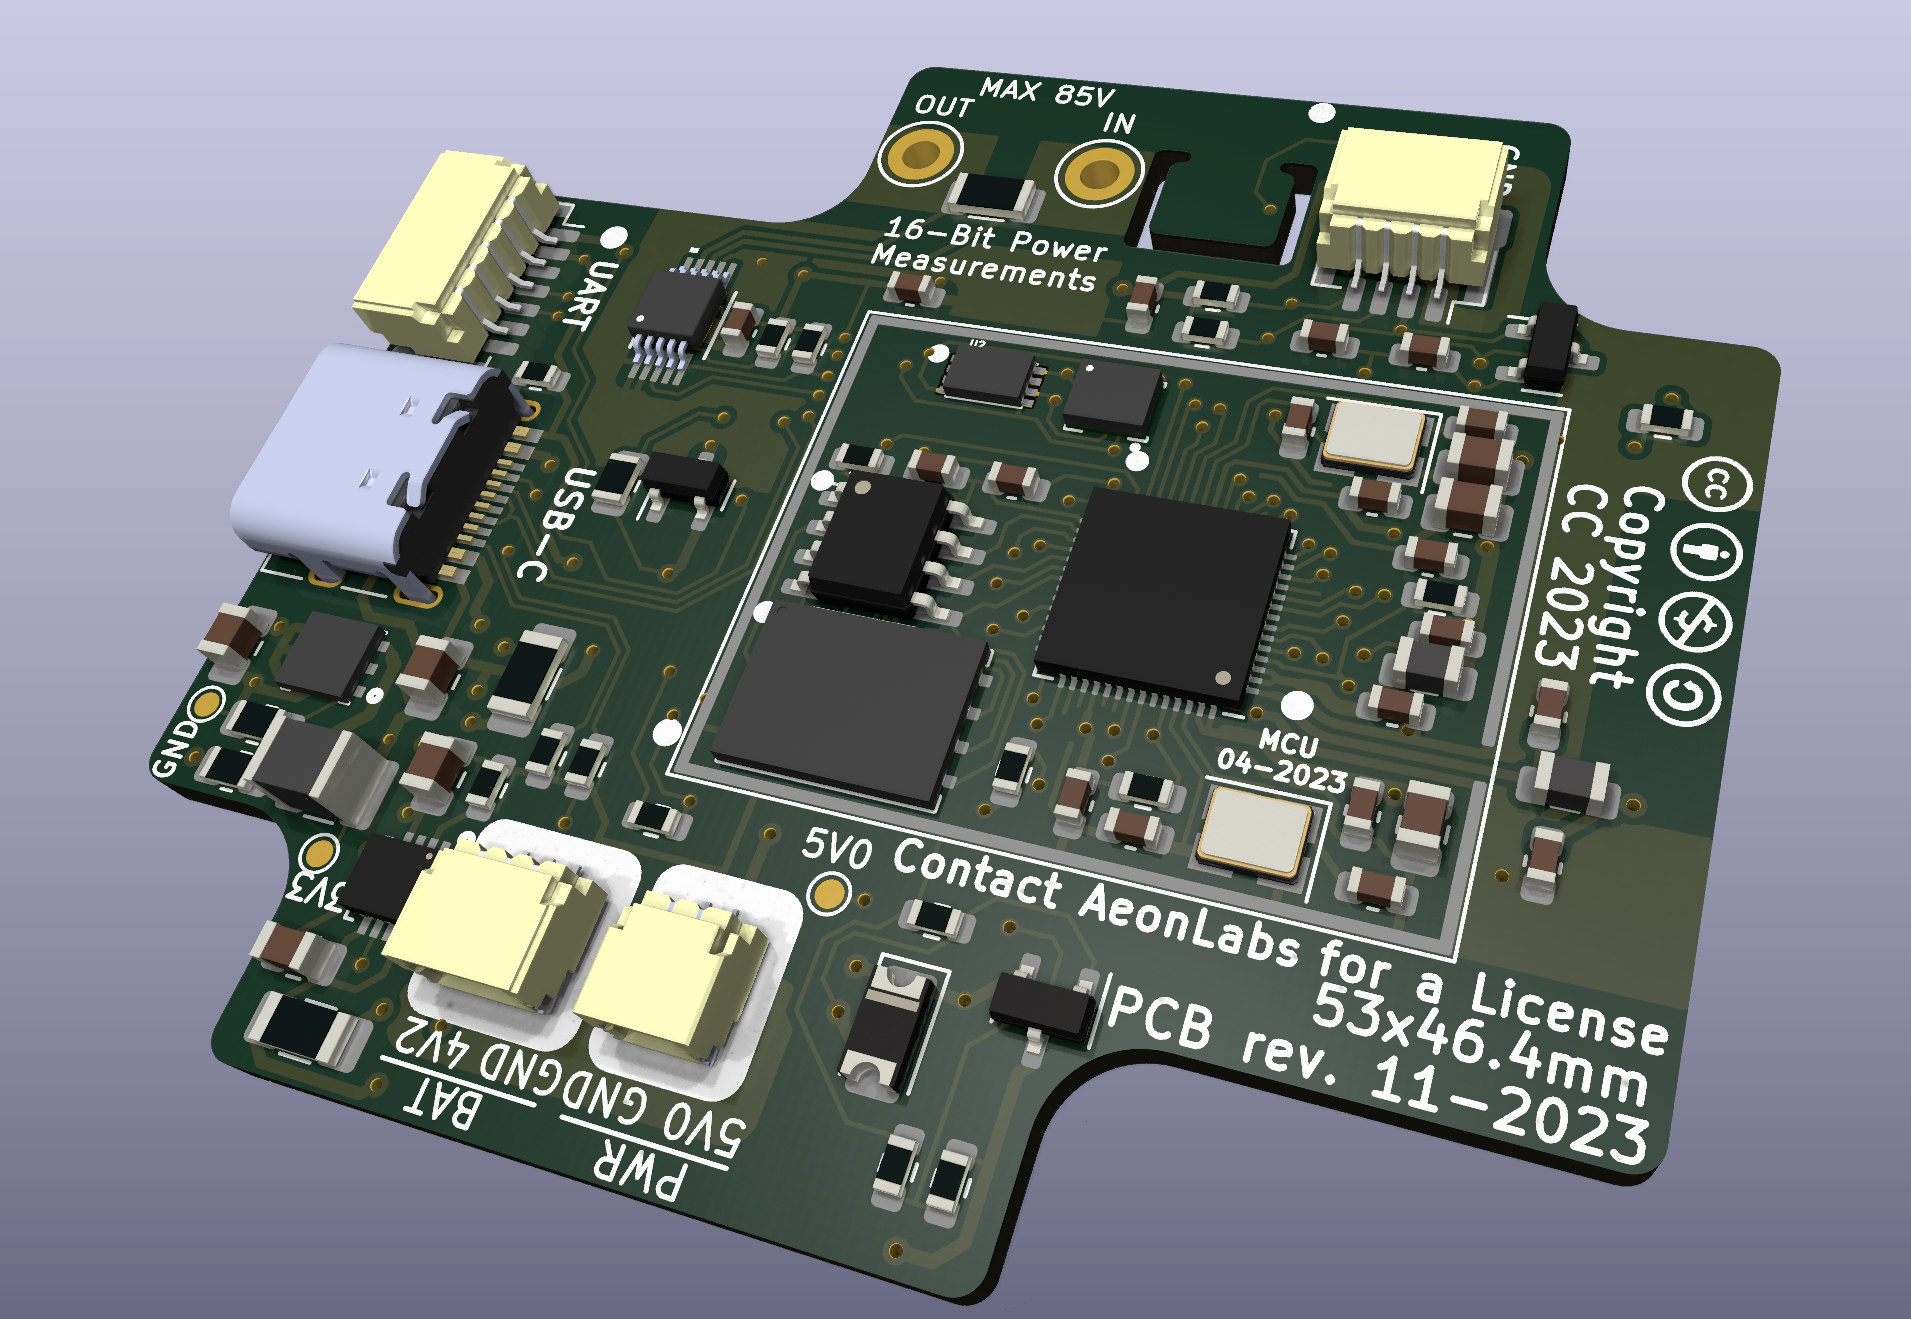 MAX 85V
OUT
IN
16-Bit Power
Measurements
UART
USB-C
Copyright
CC 2023
cc
GND
MCU
04-2023
5V0
3V3
Contact AeonLabs for a License
53x46.4mm
PCB rev. 11-2023
4V2 GND
BAT
GND 5V0
PWR